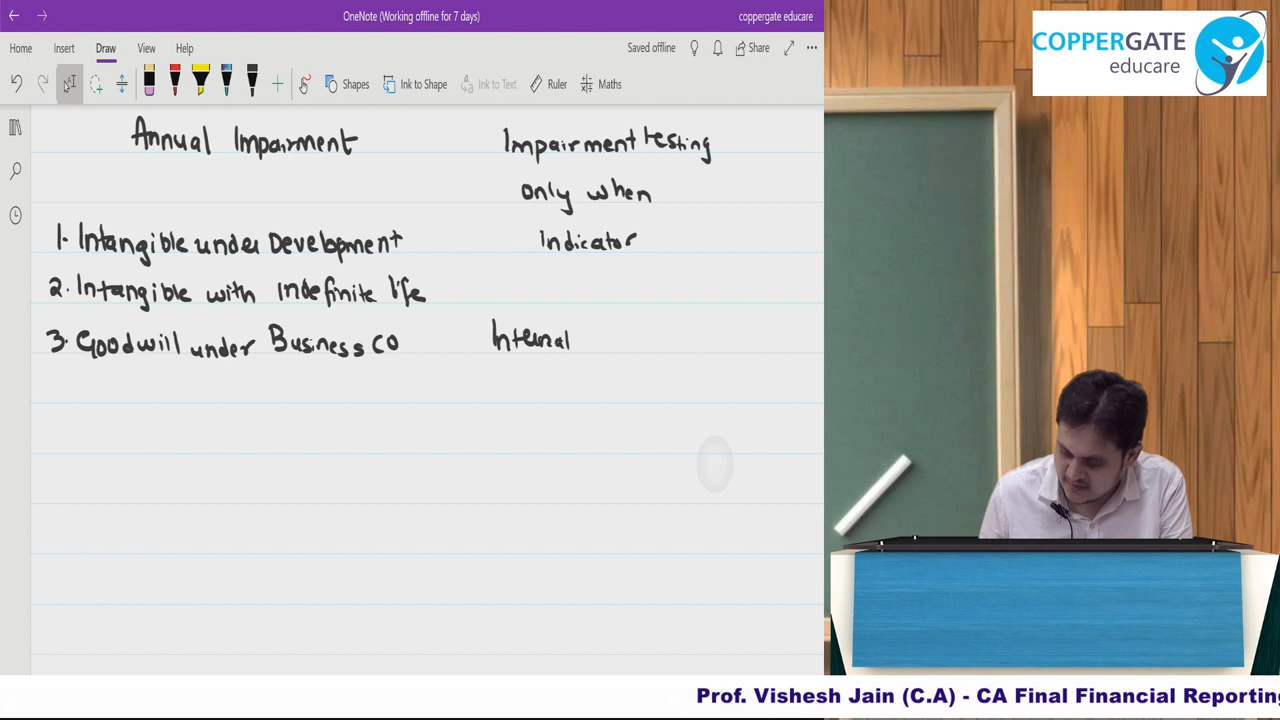 OneNote (Working offline for 7 days)
coppergate educare
Home Insert Draw View Help
Saved offline
Share
Shapes
Ink to Shape
Ink to Text
Ruler
Maths
Annual Impairment
1. Intangible under Development
2. Intangible with indefinite life
3. Goodwill under Business co
Impairment testing
only when
Indicator
Internal
COPPERGATE
educare
Prof. Vishesh Jain (C.A) - CA Final Financial Reporting